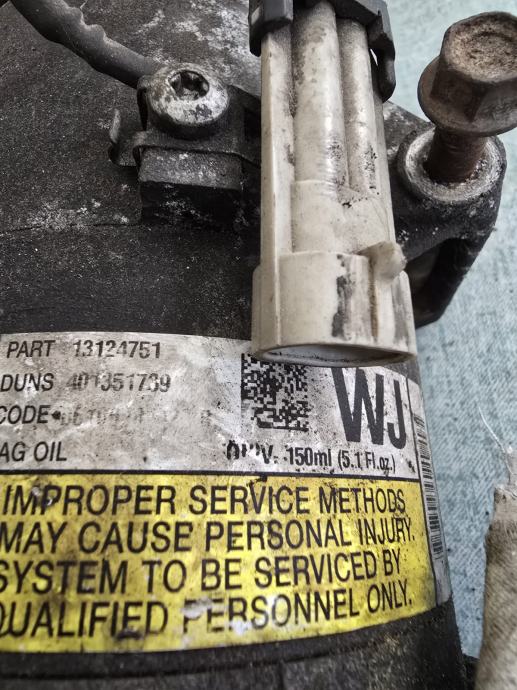 PART 13124751
DUNS 401351739
CODE
WJ
AG OIL 150ml (5.1 Fl.oz.)
IMPROPER SERVICE METHODS
MAY CAUSE PERSONAL INJURY.
SYSTEM TO BE SERVICED BY
QUALIFIED PERSONNEL ONLY.